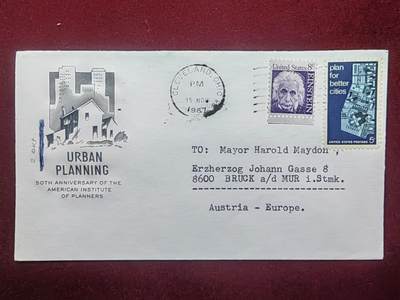 CLEVELAND, OHIO
PM
15 NOV
1967
United States 8c
EINSTEIN
plan
for
better
cities
UNITED STATES POSTAGE 5c
URBAN
PLANNING
50TH ANNIVERSARY OF THE
AMERICAN INSTITUTE
OF PLANNERS
TO: Mayor Harold Maydon ,
Erzherzog Johann Gasse 8
8600 BRUCK a/d MUR i.Stmk.
Austria - Europe.